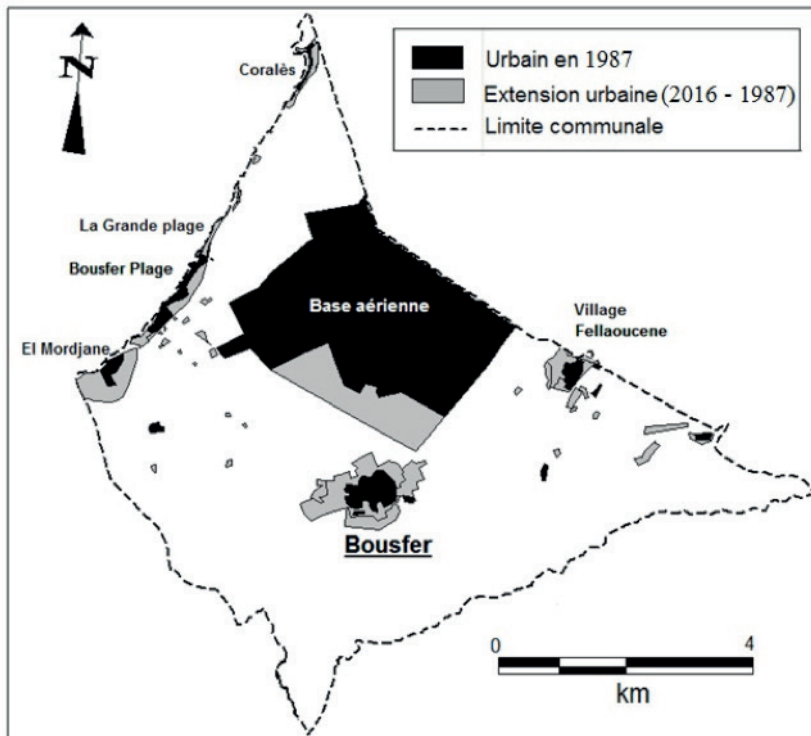 N
Coralès
Urbain en 1987
Extension urbaine (2016 - 1987)
Limite communale
La Grande plage
Bousfer Plage
El Mordjane
Base aérienne
Village
Fellaoucene
Bousfer
0 4
km